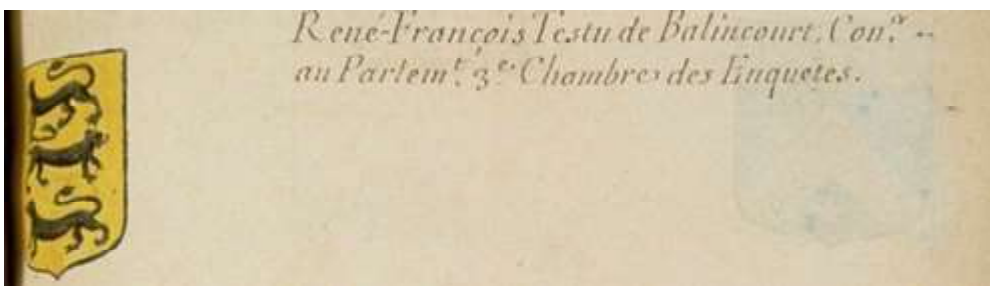 René-François Testu de Balincourt, Con.er
au Parlem.t 3.e Chambre des Enquetes.